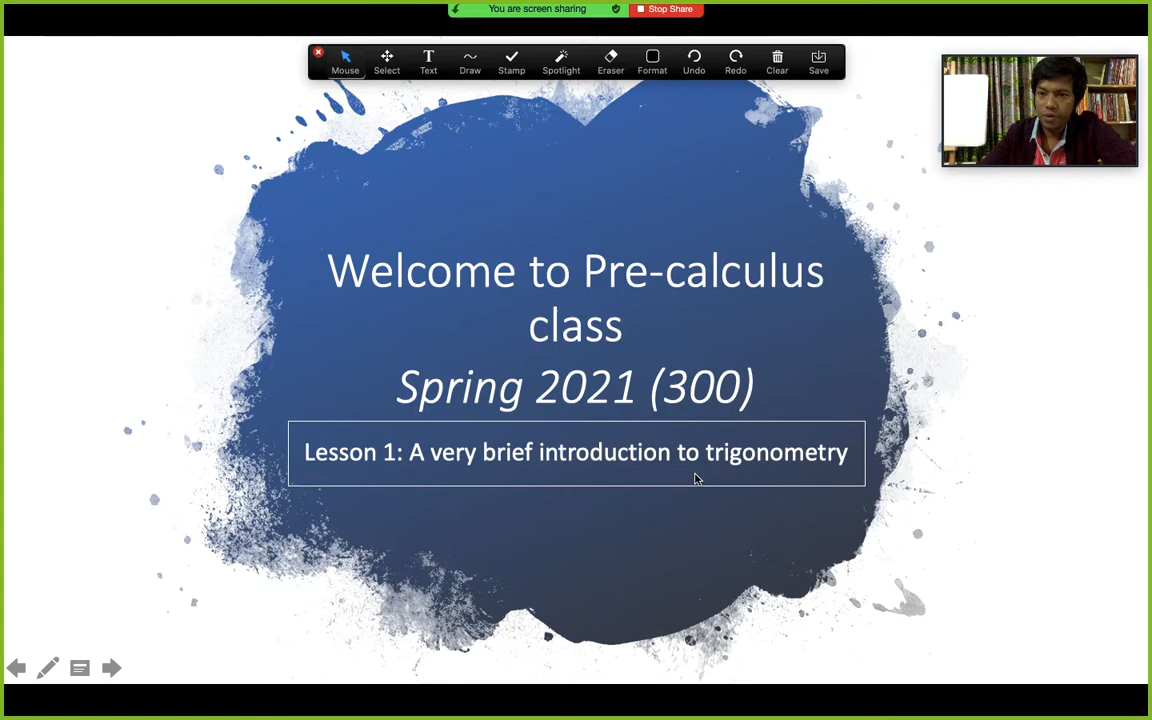 You are screen sharing
Stop Share
Mouse
Select
Text
Draw
Stamp
Spotlight
Eraser
Format
Undo
Redo
Clear
Save
Welcome to Pre-calculus
class
Spring 2021 (300)
Lesson 1: A very brief introduction to trigonometry